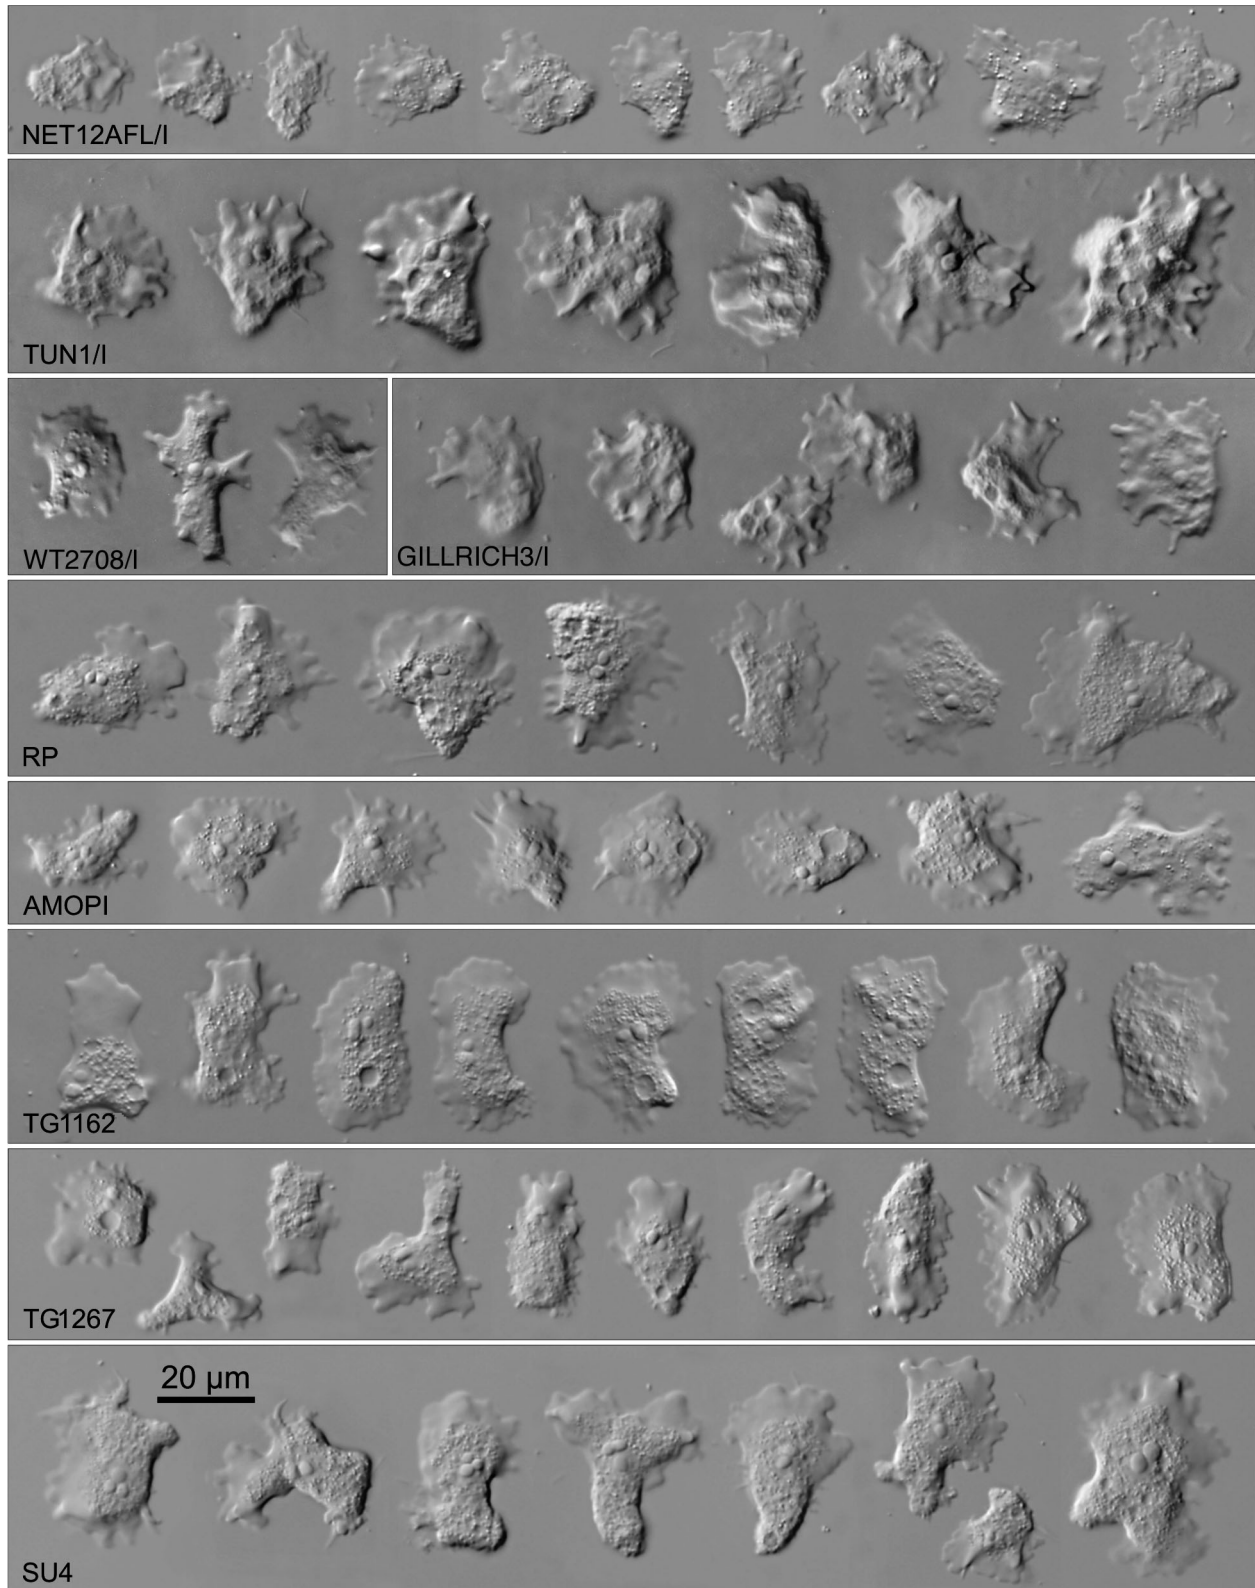 NET12AFL/I
TUN1/I
WT2708/I
GILLRICH3/I
RP
AMOPI
TG1162
TG1267
20 µm
SU4